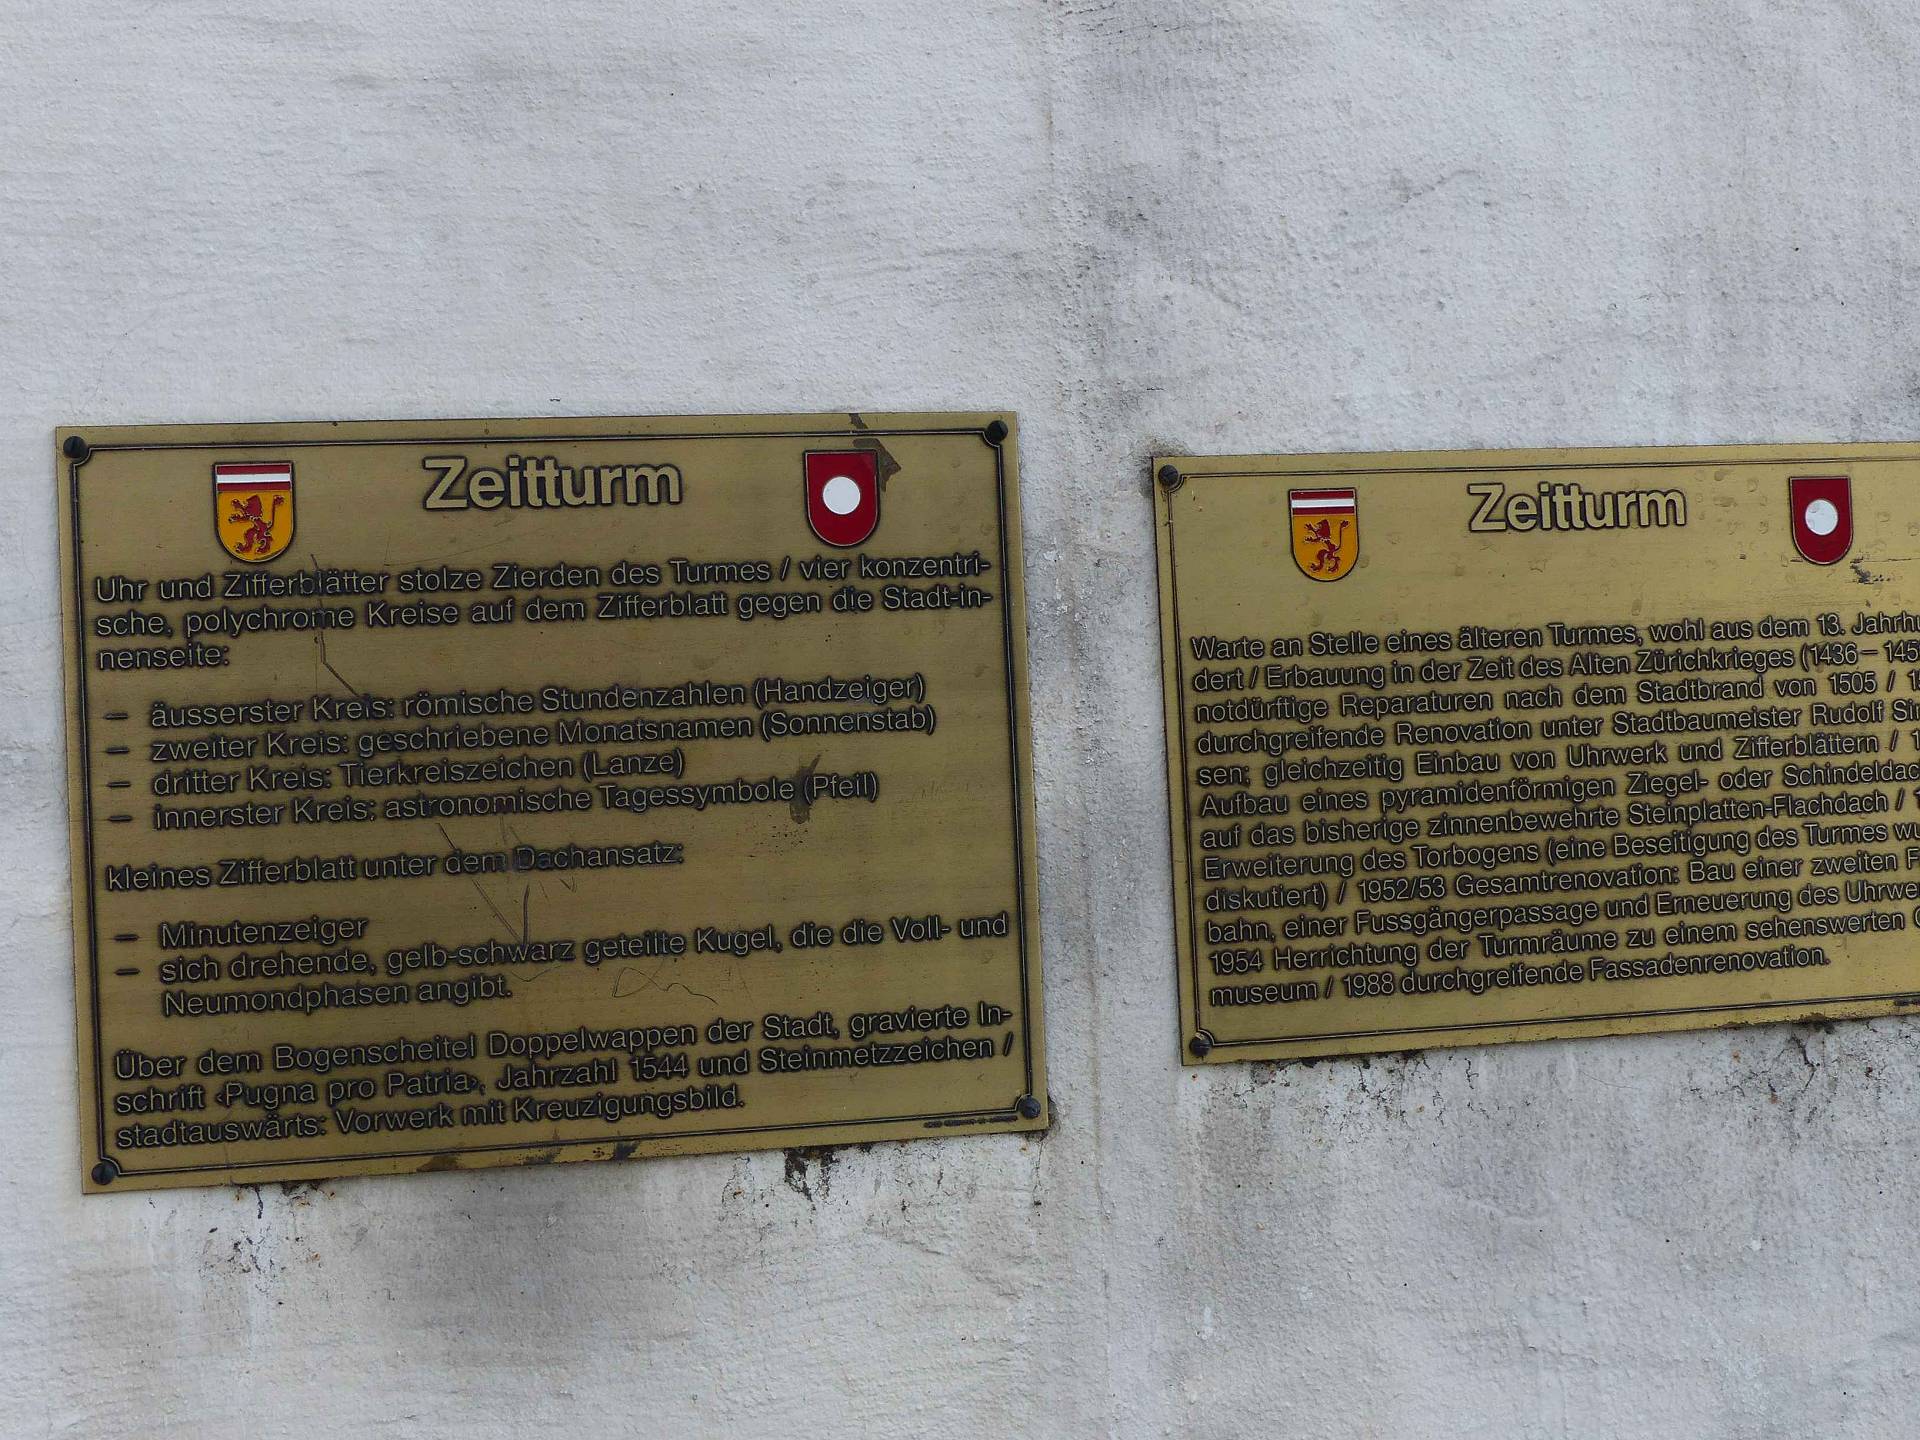 Zeitturm
Uhr und Zifferblätter stolze Zierden des Turmes / vier konzentri-
sche, polychrome Kreise auf dem Zifferblatt gegen die Stadt-in-
nenseite:
– äusserster Kreis: römische Stundenzahlen (Handzeiger)
– zweiter Kreis: geschriebene Monatsnamen (Sonnenstab)
– dritter Kreis: Tierkreiszeichen (Lanze)
– innerster Kreis: astronomische Tagessymbole (Pfeil)
kleines Zifferblatt unter dem Dachansatz:
– Minutenzeiger
– sich drehende, gelb-schwarz geteilte Kugel, die die Voll- und
Neumondphasen angibt.
Über dem Bogenscheitel Doppelwappen der Stadt, gravierte In-
schrift ‹Pugna pro Patria›, Jahrzahl 1544 und Steinmetzzeichen /
stadtauswärts: Vorwerk mit Kreuzigungsbild.
Zeitturm
Warte an Stelle eines älteren Turmes, wohl aus dem 13. Jahrhu
dert / Erbauung in der Zeit des Alten Zürichkrieges (1436 – 145
notdürftige Reparaturen nach dem Stadtbrand von 1505 /
durchgreifende Renovation unter Stadtbaumeister Rudolf
sen; gleichzeitig Einbau von Uhrwerk und Zifferblättern /
Aufbau eines pyramidenförmigen Ziegel- oder Schindeldac
auf das bisherige zinnenbewehrte Steinplatten-Flachdach /
Erweiterung des Torbogens (eine Beseitigung des Turmes wu
diskutiert) / 1952/53 Gesamtrenovation: Bau einer zweiten F
bahn, einer Fussgängerpassage und Erneuerung des Uhrwe
1954 Herrichtung der Turmräume zu einem sehenswerten
museum / 1988 durchgreifende Fassadenrenovation.